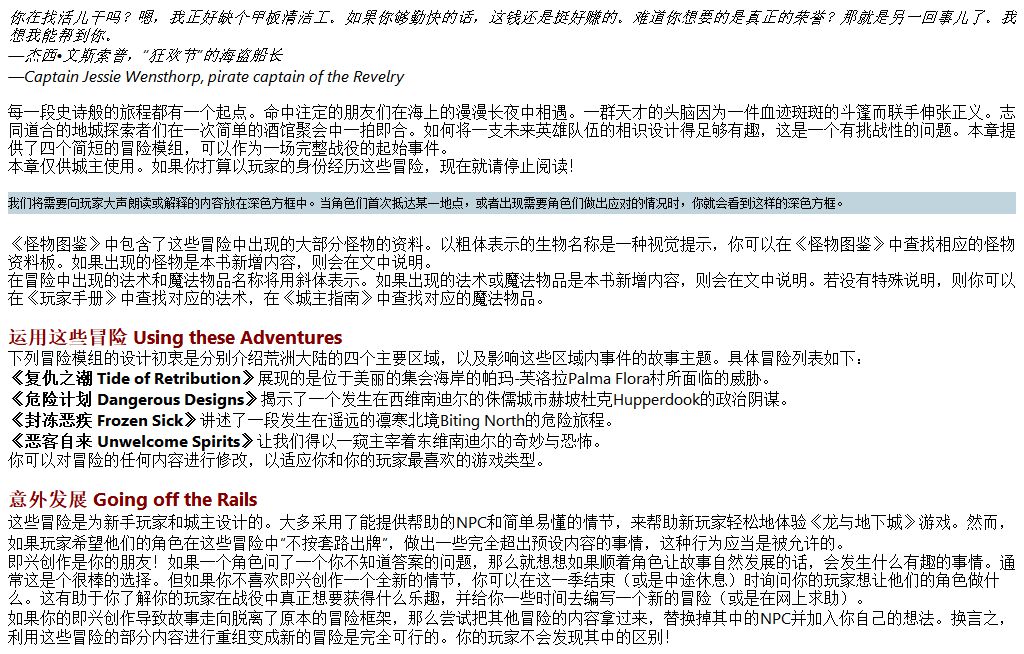 你在找活儿干吗？嗯，我正好缺个甲板清洁工。如果你够勤快的话，这钱还是挺好赚的。难道你想要的是真正的荣誉？那就是另一回事儿了。我
想我能帮到你。
—杰西•文斯索普，“狂欢节”的海盗船长
—Captain Jessie Wensthorp, pirate captain of the Revelry
每一段史诗般的旅程都有一个起点。命中注定的朋友们在海上的漫漫长夜中相遇。一群天才的头脑因为一件血迹斑斑的斗篷而联手伸张正义。志
同道合的地城探索者们在一次简单的酒馆聚会中一拍即合。如何将一支未来英雄队伍的相识设计得足够有趣，这是一个有挑战性的问题。本章提
供了四个简短的冒险模组，可以作为一场完整战役的起始事件。
本章仅供城主使用。如果你打算以玩家的身份经历这些冒险，现在就请停止阅读！
我们将需要向玩家大声朗读或解释的内容放在深色方框中。当角色们首次抵达某一地点，或者出现需要角色们做出应对的情况时，你就会看到这样的深色方框。
《怪物图鉴》中包含了这些冒险中出现的大部分怪物的资料。以粗体表示的生物名称是一种视觉提示，你可以在《怪物图鉴》中查找相应的怪物
资料板。如果出现的怪物是本书新增内容，则会在文中说明。
在冒险中出现的法术和魔法物品名称将用斜体表示。如果出现的法术或魔法物品是本书新增内容，则会在文中说明。若没有特殊说明，则你可以
在《玩家手册》中查找对应的法术，在《城主指南》中查找对应的魔法物品。
运用这些冒险 Using these Adventures
下列冒险模组的设计初衷是分别介绍荒洲大陆的四个主要区域，以及影响这些区域内事件的故事主题。具体冒险列表如下：
《复仇之潮 Tide of Retribution》展现的是位于美丽的集会海岸的帕玛-芙洛拉Palma Flora村所面临的威胁。
《危险计划 Dangerous Designs》揭示了一个发生在西维南迪尔的侏儒城市赫坡杜克Hupperdook的政治阴谋。
《封冻恶疾 Frozen Sick》讲述了一段发生在遥远的凛寒北境Biting North的危险旅程。
《恶客自来 Unwelcome Spirits》让我们得以一窥主宰着东维南迪尔的奇妙与恐怖。
你可以对冒险的任何内容进行修改，以适应你和你的玩家最喜欢的游戏类型。
意外发展 Going off the Rails
这些冒险是为新手玩家和城主设计的。大多采用了能提供帮助的NPC和简单易懂的情节，来帮助新玩家轻松地体验《龙与地下城》游戏。然而，
如果玩家希望他们的角色在这些冒险中“不按套路出牌”，做出一些完全超出预设内容的事情，这种行为应当是被允许的。
即兴创作是你的朋友！如果一个角色问了一个你不知道答案的问题，那么就想想如果顺着角色让故事自然发展的话，会发生什么有趣的事情。通
常这是个很棒的选择。但如果你不喜欢即兴创作一个全新的情节，你可以在这一季结束（或是中途休息）时询问你的玩家想让他们的角色做什
么。这有助于你了解你的玩家在战役中真正想要获得什么乐趣，并给你一些时间去编写一个新的冒险（或是在网上求助）。
如果你的即兴创作导致故事走向脱离了原本的冒险框架，那么尝试把其他冒险的内容拿过来，替换掉其中的NPC并加入你自己的想法。换言之，
利用这些冒险的部分内容进行重组变成新的冒险是完全可行的。你的玩家不会发现其中的区别！